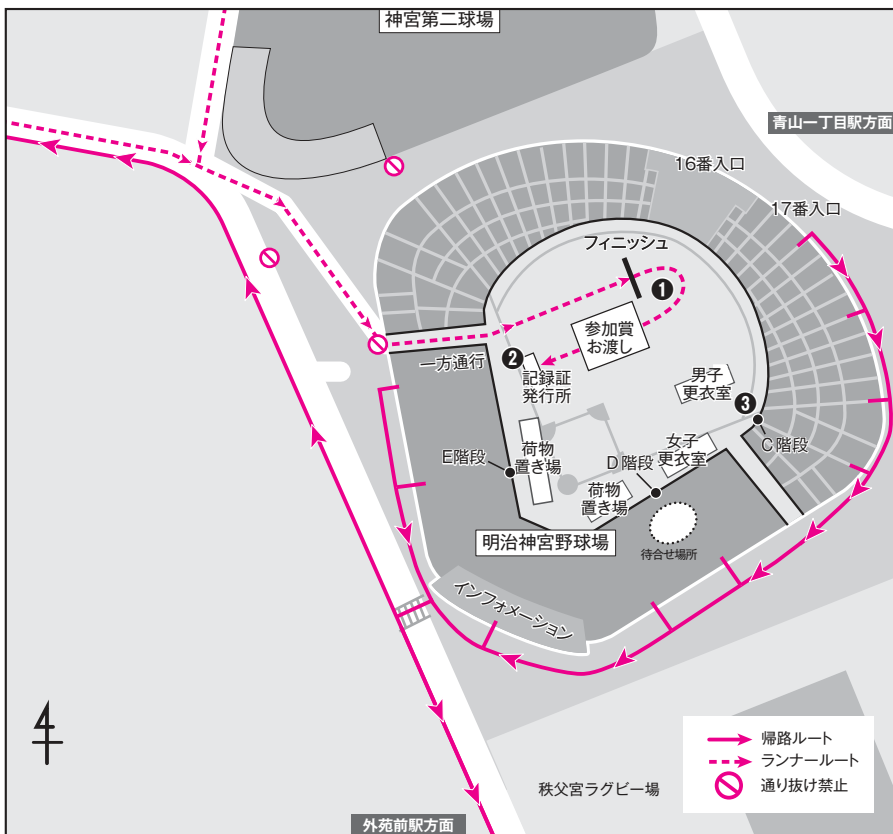 神宮第二球場
青山一丁目駅方面
16番入口
17番入口
フィニッシュ
❶
参加賞
お渡し
一方通行
❷
記録証
発行所
男子
更衣室
❸
C階段
E階段
荷物
置き場
D階段
女子
更衣室
荷物
置き場
明治神宮野球場
待合せ場所
インフォメーション
4
帰路ルート
ランナールート
通り抜け禁止
秩父宮ラグビー場
外苑前駅方面